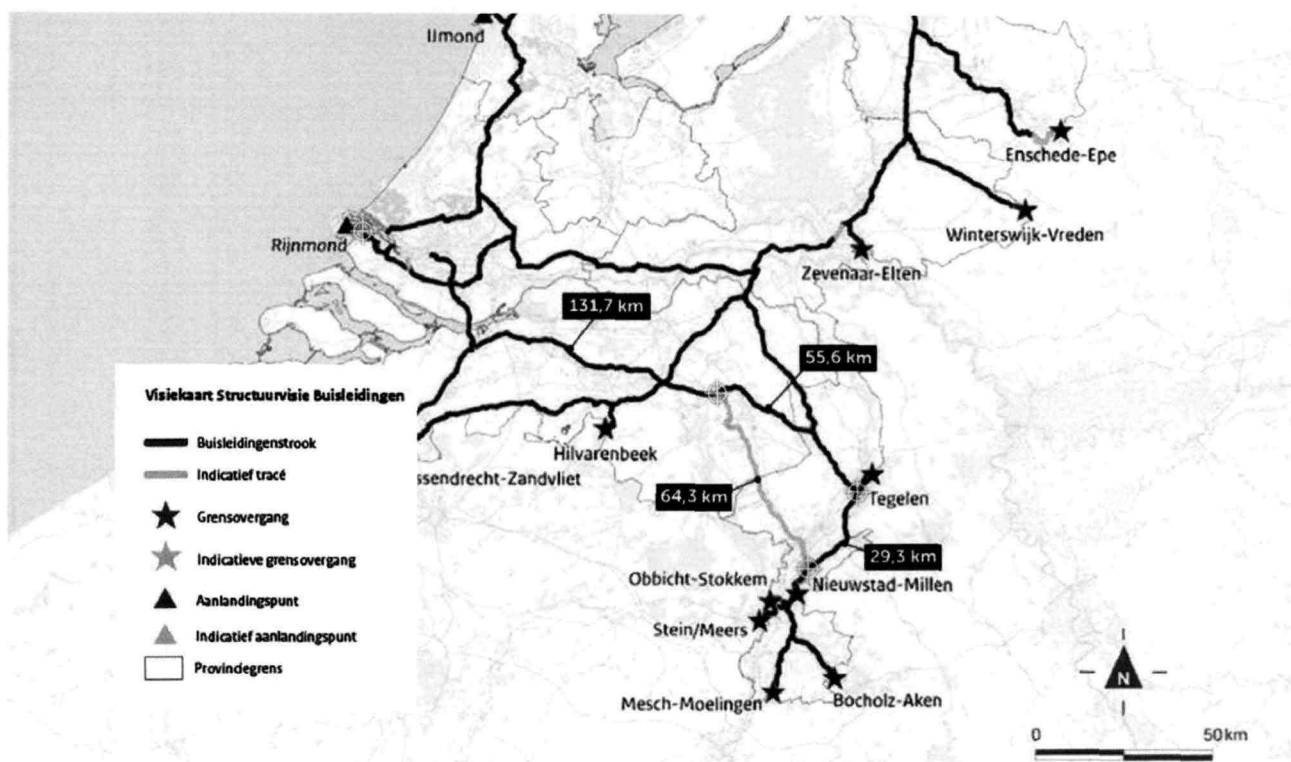 IJmond
Enschede-Epe
Winterswijk-Vreden
Rijnmond
Zevenaar-Elten
131,7 km
55,6 km
Visiekaart Structuurvisie Buisleidingen
Buisleidingenstrook
Indicatief tracé
Grensovergang
Indicatieve grensovergang
Aanlandingspunt
Indicatief aanlandingspunt
Provinciegrens
Hilvarenbeek
ssendrecht-Zandvliet
64,3 km
Tegelen
29,3 km
Obbicht-Stokkem
Nieuwstad-Millen
Stein/Meers
Mesch-Moelingen
Bocholz-Aken
N
0 50 km